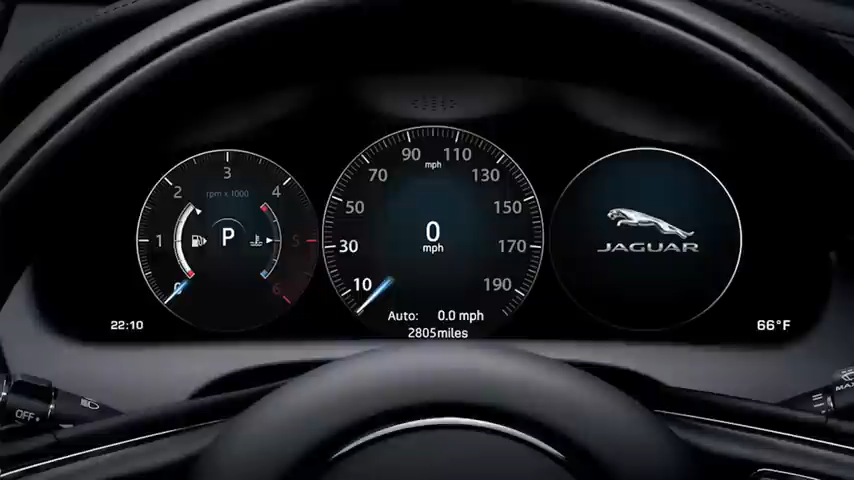 3
90 110
mph
2 rpm x 1000 4
70 130
50 150
1 P 5
0
mph
30 170
JAGUAR
0 6
10 190
Auto: 0.0 mph
2805miles
22:10
66°F
OFF